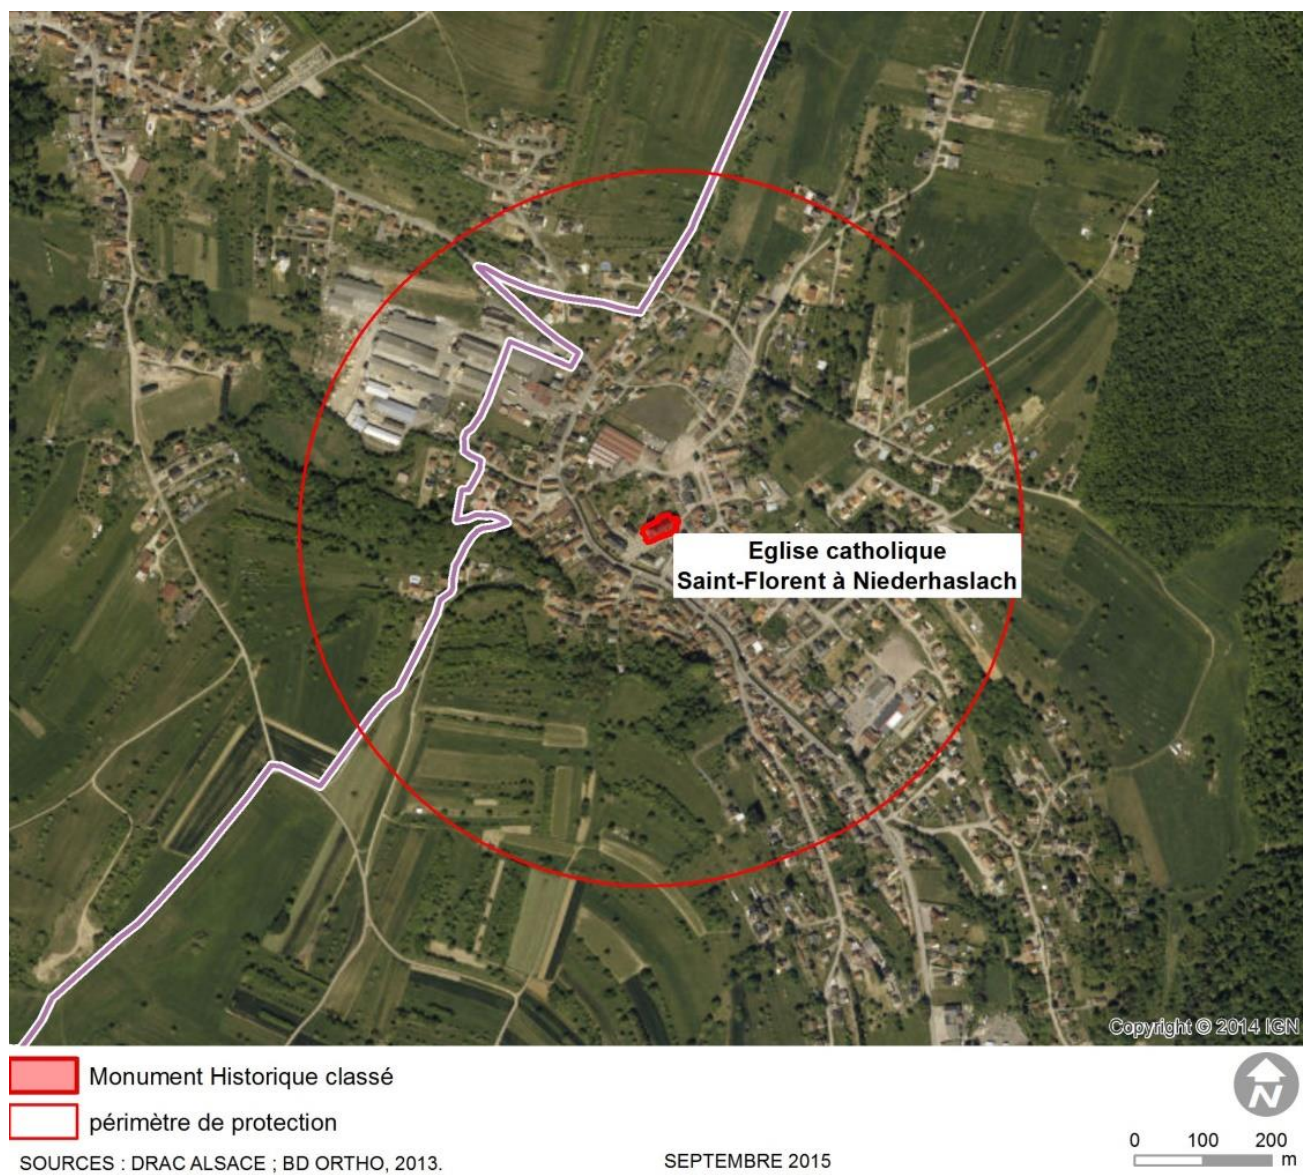 Eglise catholique
Saint-Florent à Niederhaslach
Copyright © 2014 IGN
Monument Historique classé
périmètre de protection
N
0 100 200
m
SOURCES : DRAC ALSACE ; BD ORTHO, 2013.
SEPTEMBRE 2015